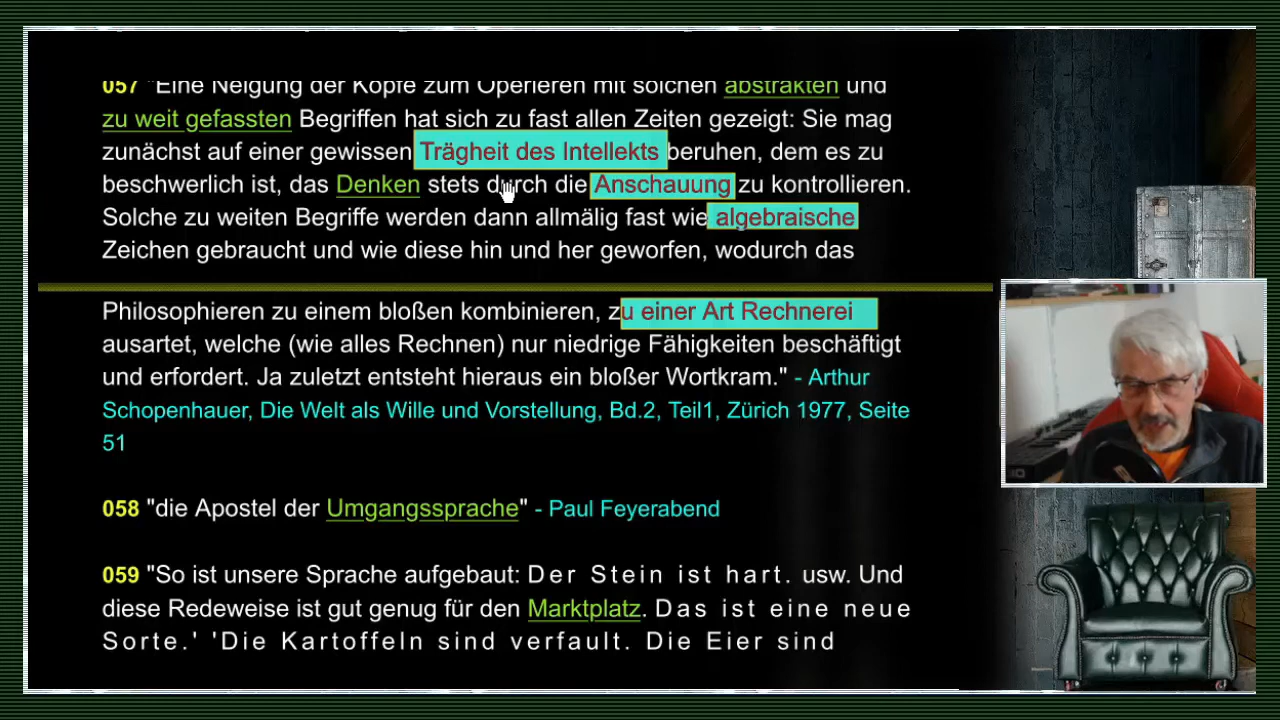 057 "Eine Neigung der Köpfe zum Operieren mit solchen abstrakten und
zu weit gefassten Begriffen hat sich zu fast allen Zeiten gezeigt: Sie mag
zunächst auf einer gewissen Trägheit des Intellekts beruhen, dem es zu
beschwerlich ist, das Denken stets durch die Anschauung zu kontrollieren.
Solche zu weiten Begriffe werden dann allmälig fast wie algebraische
Zeichen gebraucht und wie diese hin und her geworfen, wodurch das
Philosophieren zu einem bloßen kombinieren, zu einer Art Rechnerei
ausartet, welche (wie alles Rechnen) nur niedrige Fähigkeiten beschäftigt
und erfordert. Ja zuletzt entsteht hieraus ein bloßer Wortkram." - Arthur
Schopenhauer, Die Welt als Wille und Vorstellung, Bd.2, Teil1, Zürich 1977, Seite
51
058 "die Apostel der Umgangssprache" - Paul Feyerabend
059 "So ist unsere Sprache aufgebaut: Der Stein ist hart. usw. Und
diese Redeweise ist gut genug für den Marktplatz. Das ist eine neue
Sorte.' 'Die Kartoffeln sind verfault. Die Eier sind